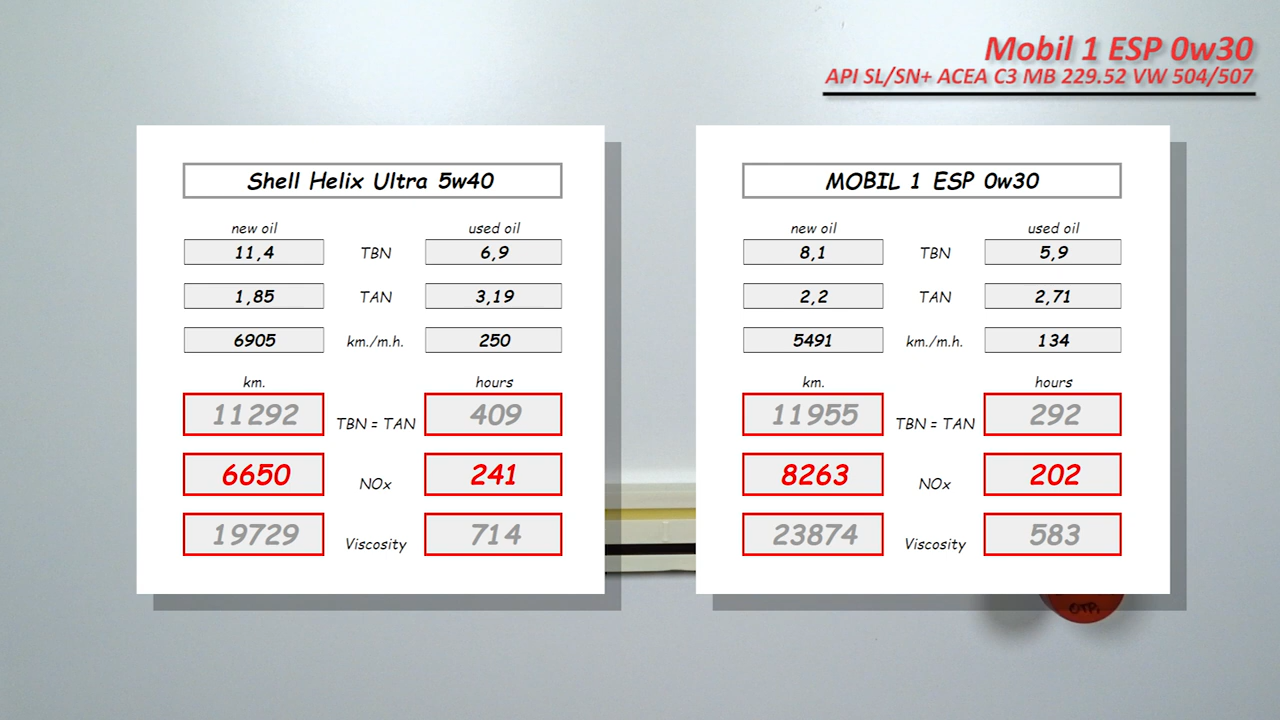 Mobil 1 ESP 0w30
API SL/SN+ ACEA C3 MB 229.52 VW 504/507
Shell Helix Ultra 5w40
new oil used oil
11,4 TBN 6,9
1,85 TAN 3,19
6905 km./m.h. 250
km. hours
11292 TBN = TAN 409
6650 NOx 241
19729 Viscosity 714
MOBIL 1 ESP 0w30
new oil used oil
8,1 TBN 5,9
2,2 TAN 2,71
5491 km./m.h. 134
km. hours
11955 TBN = TAN 292
8263 NOx 202
23874 Viscosity 583